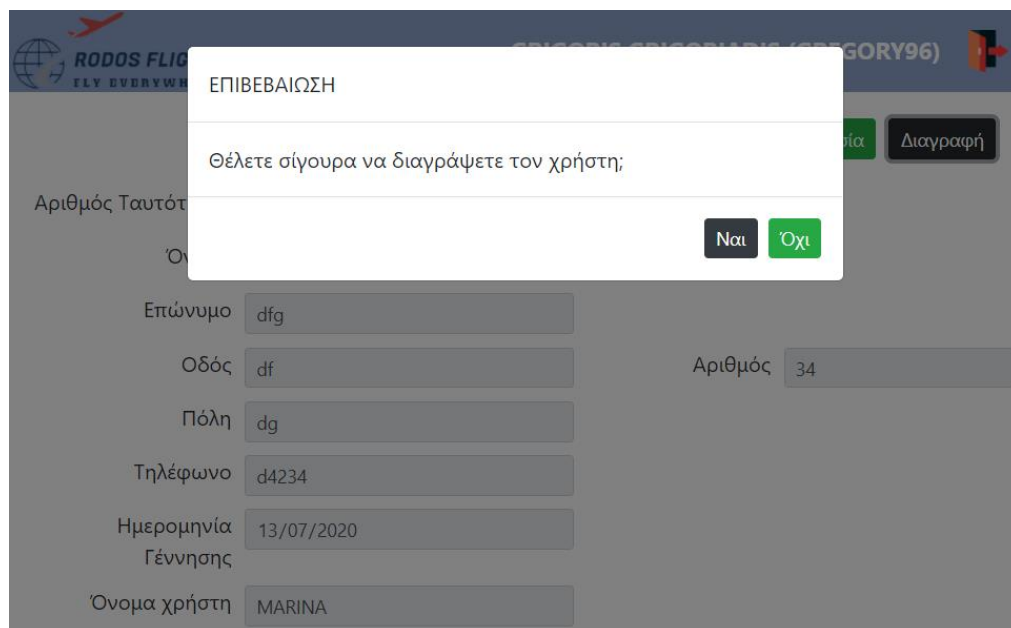 RODOS FLIG
GORY96)
ΕΠΙΒΕΒΑΙΩΣΗ
Θέλετε σίγουρα να διαγράψετε τον χρήστη;
Ναι Όχι
Διαγραφή
Αριθμός Ταυτότ
Επώνυμο dfg
Οδός df Αριθμός 34
Πόλη dg
Τηλέφωνο d4234
Ημερομηνία 13/07/2020
Γέννησης
Όνομα χρήστη MARINA